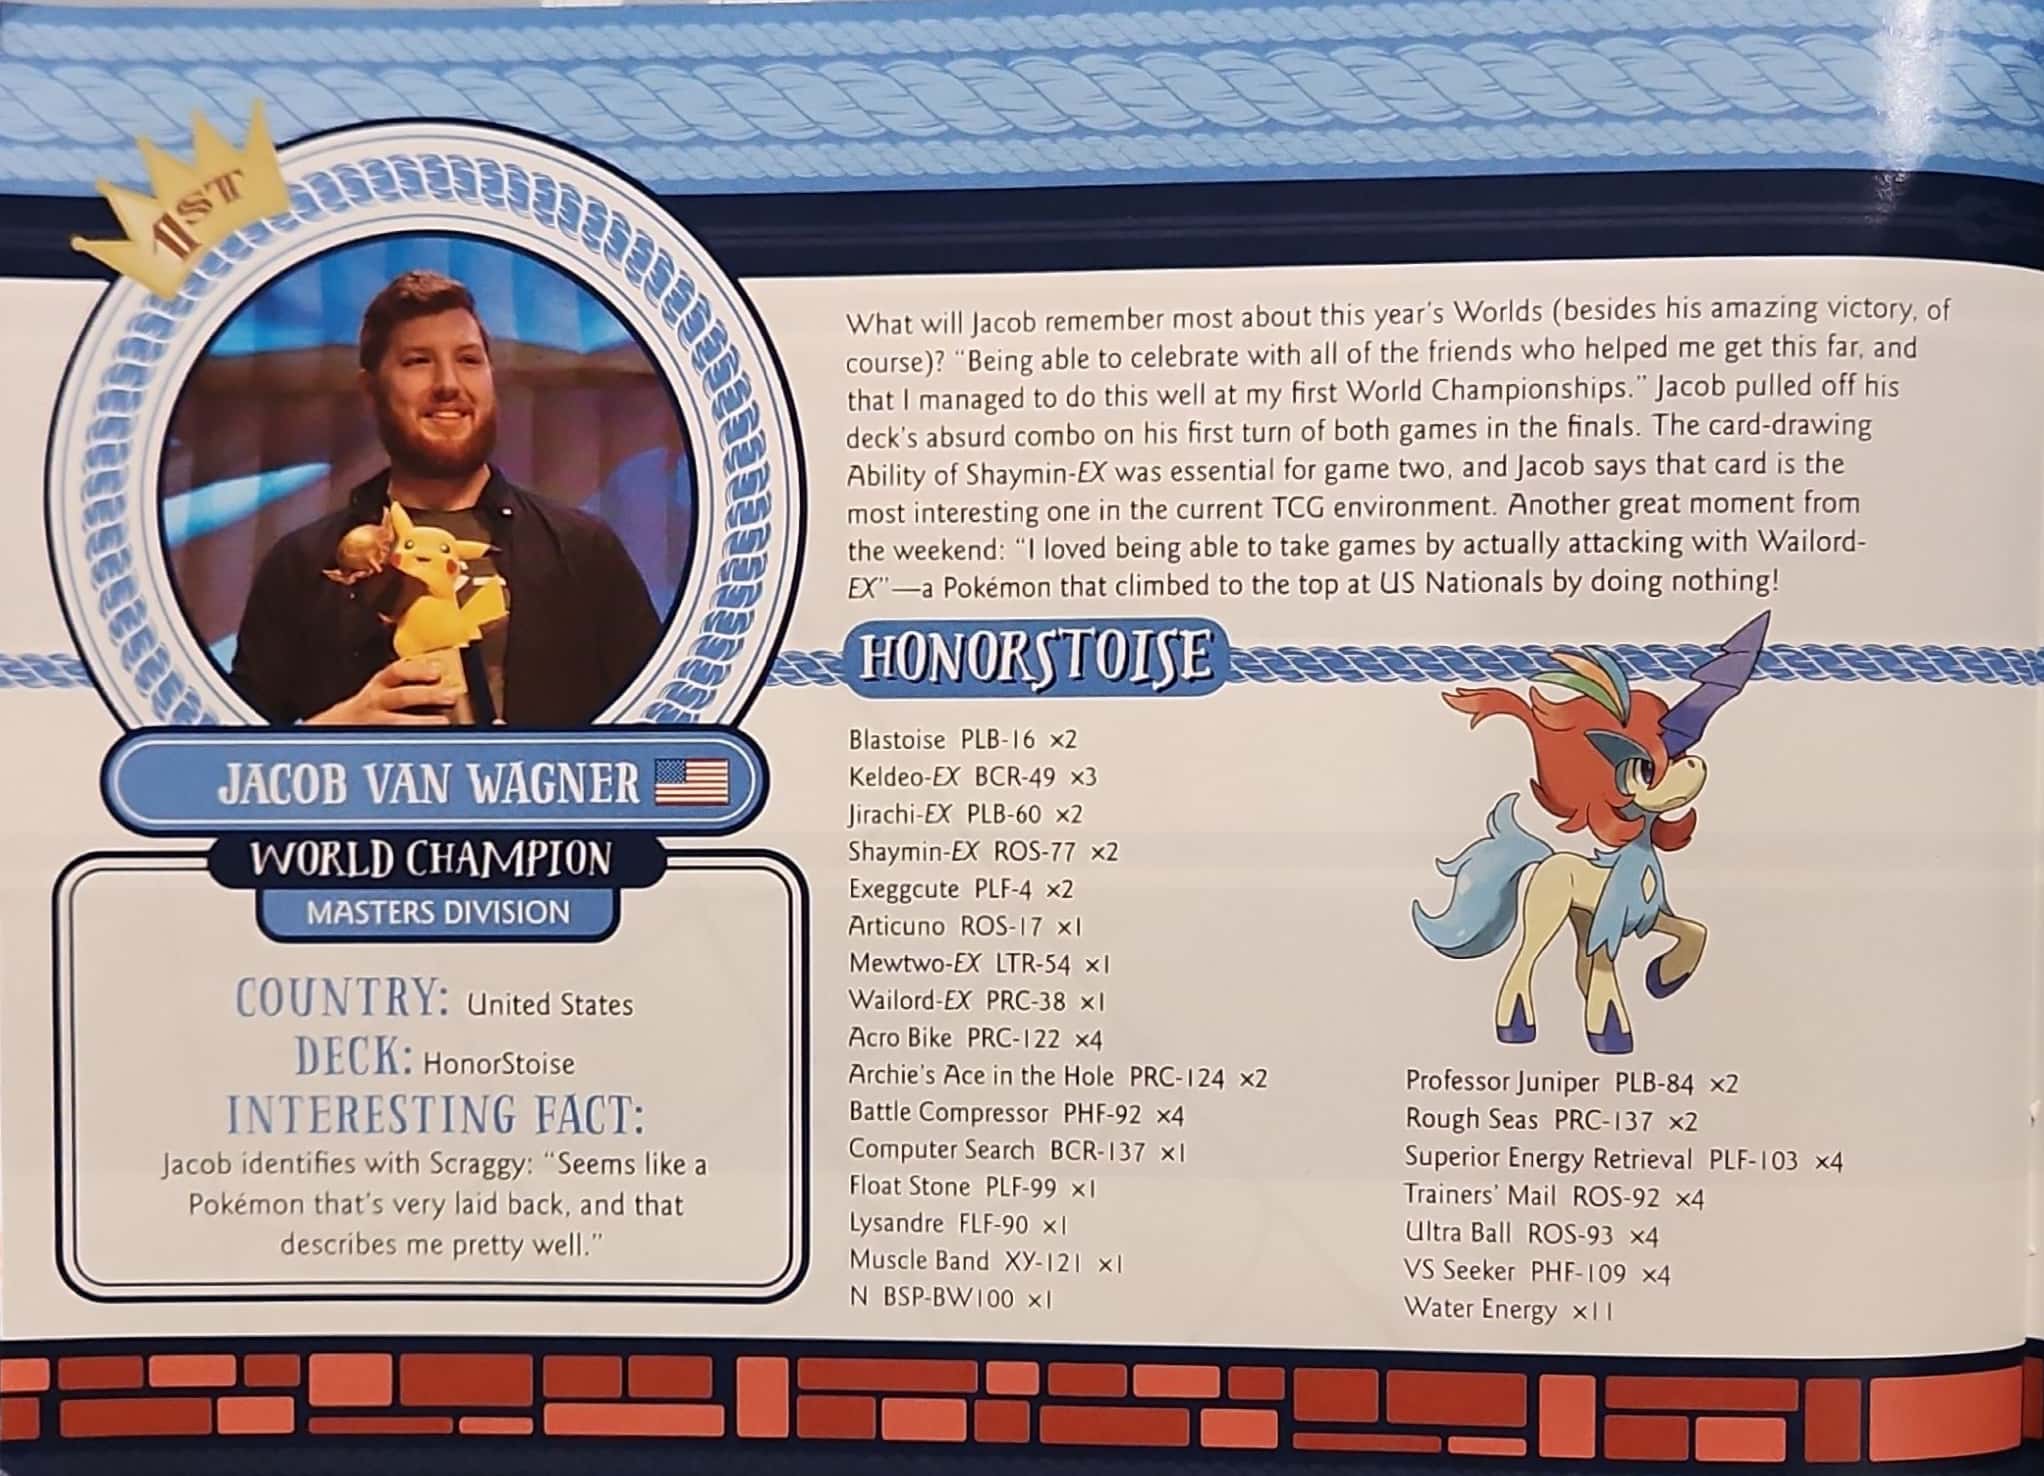 1ST
JACOB VAN WAGNER
WORLD CHAMPION
MASTERS DIVISION
COUNTRY: United States
DECK: HonorStoise
INTERESTING FACT:
Jacob identifies with Scraggy: “Seems like a
Pokémon that’s very laid back, and that
describes me pretty well.”
What will Jacob remember most about this year’s Worlds (besides his amazing victory, of
course)? “Being able to celebrate with all of the friends who helped me get this far, and
that I managed to do this well at my first World Championships.” Jacob pulled off his
deck’s absurd combo on his first turn of both games in the finals. The card-drawing
Ability of Shaymin-EX was essential for game two, and Jacob says that card is the
most interesting one in the current TCG environment. Another great moment from
the weekend: “I loved being able to take games by actually attacking with Wailord-
EX”—a Pokémon that climbed to the top at US Nationals by doing nothing!
HONORSTOISE
Blastoise PLB-16 ×2
Keldeo-EX BCR-49 ×3
Jirachi-EX PLB-60 ×2
Shaymin-EX ROS-77 ×2
Exeggcute PLF-4 ×2
Articuno ROS-17 ×1
Mewtwo-EX LTR-54 ×1
Wailord-EX PRC-38 ×1
Acro Bike PRC-122 ×4
Archie’s Ace in the Hole PRC-124 ×2
Battle Compressor PHF-92 ×4
Computer Search BCR-137 ×1
Float Stone PLF-99 ×1
Lysandre FLF-90 ×1
Muscle Band XY-121 ×1
N BSP-BW100 ×1
Professor Juniper PLB-84 ×2
Rough Seas PRC-137 ×2
Superior Energy Retrieval PLF-103 ×4
Trainers’ Mail ROS-92 ×4
Ultra Ball ROS-93 ×4
VS Seeker PHF-109 ×4
Water Energy ×11